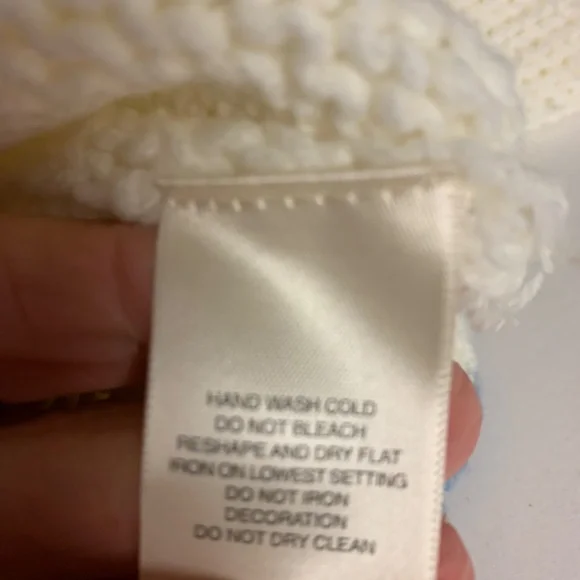 HAND WASH COLD
DO NOT BLEACH
RESHAPE AND DRY FLAT
IRON ON LOWEST SETTING
DO NOT IRON
DECORATION
DO NOT DRY CLEAN